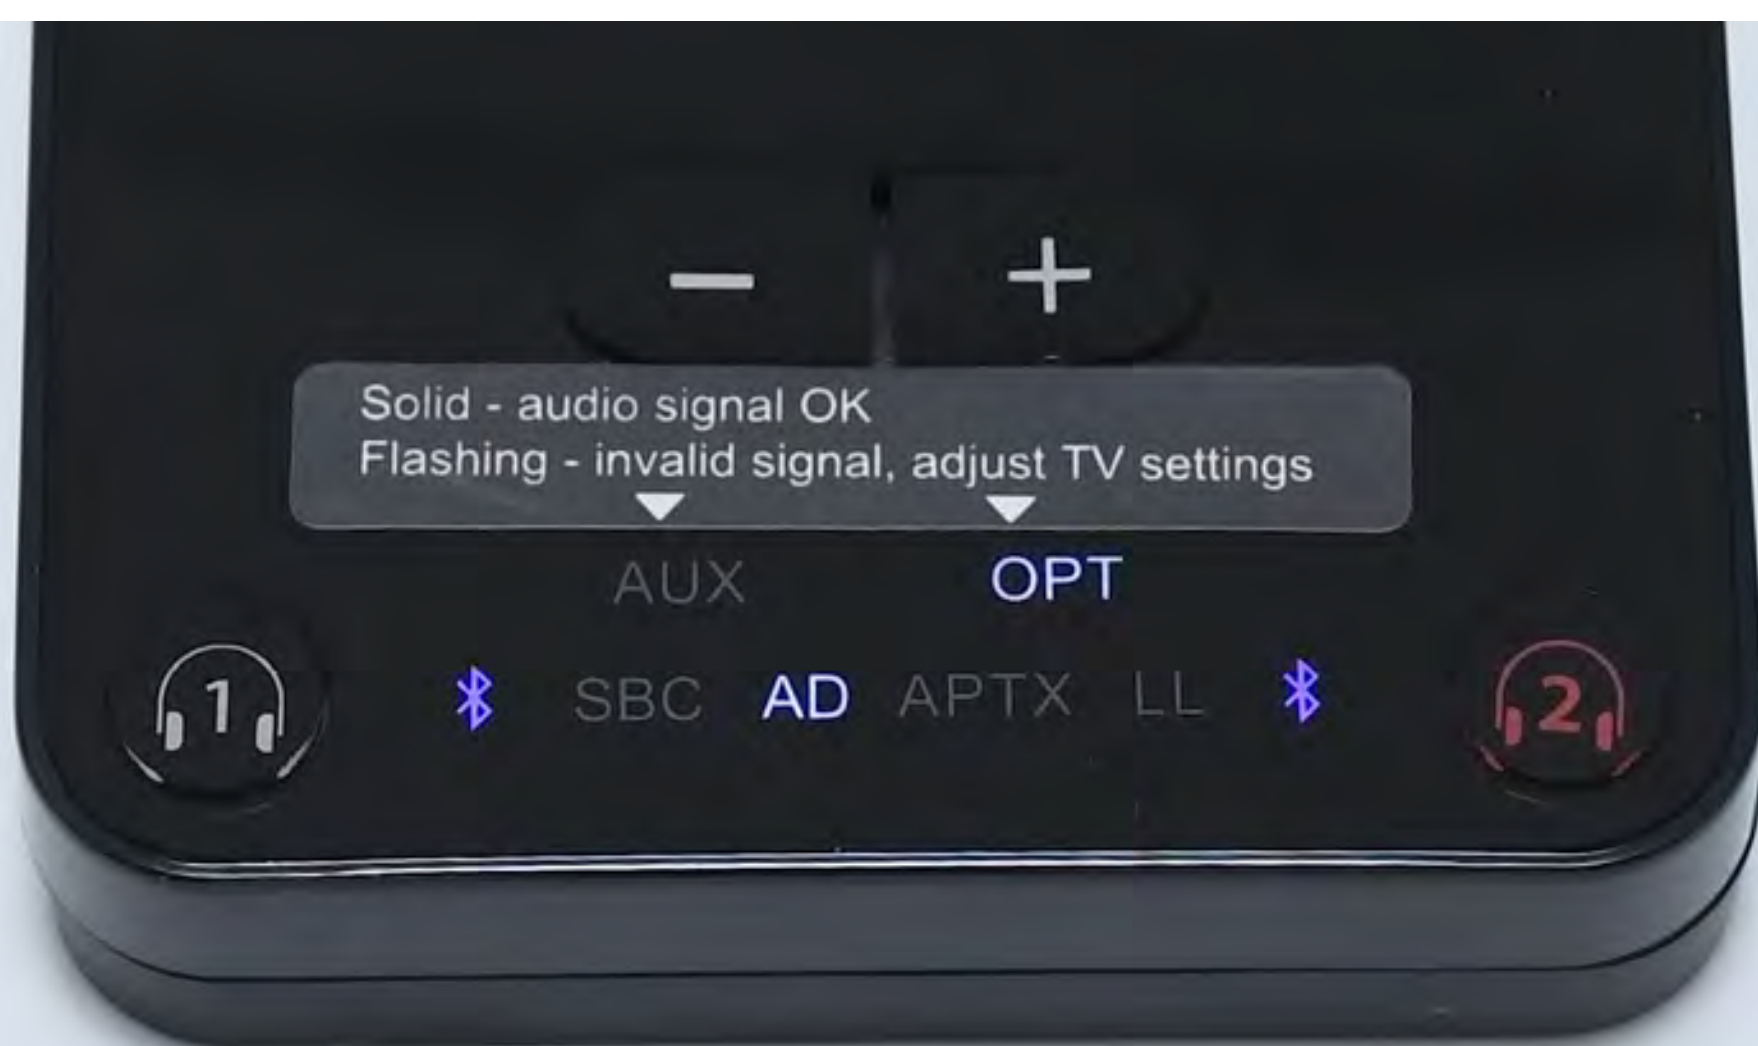 Solid - audio signal OK
Flashing - invalid signal, adjust TV settings
AUX OPT
1 SBC AD APTX LL 2